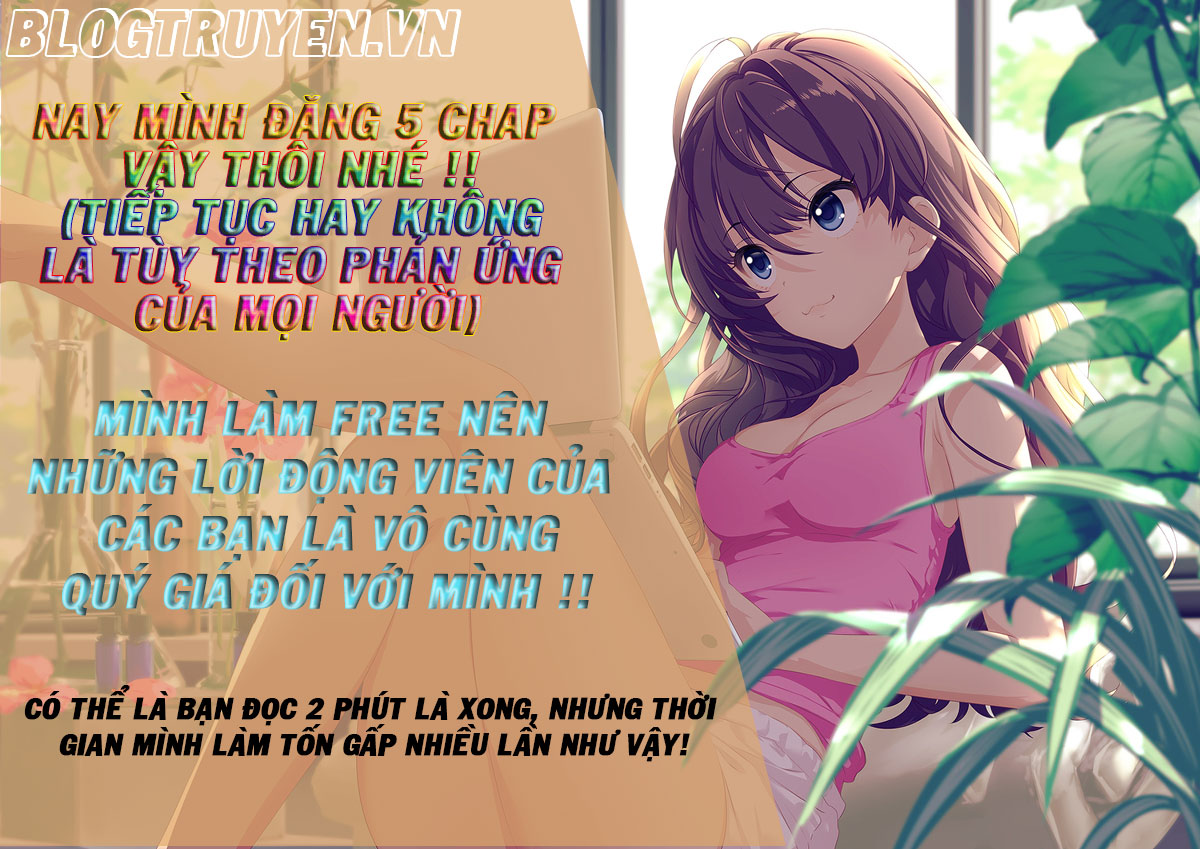 BLOGTRUYEN.VN
NAY MÌNH ĐĂNG 5 CHAP
VẬY THÔI NHÉ !!
(TIẾP TỤC HAY KHÔNG
LÀ TÙY THEO PHẢN ỨNG
CỦA MỌI NGƯỜI)
MÌNH LÀM FREE NÊN
NHỮNG LỜI ĐỘNG VIÊN CỦA
CÁC BẠN LÀ VÔ CÙNG
QUÝ GIÁ ĐỐI VỚI MÌNH !!
CÓ THỂ LÀ BẠN ĐỌC 2 PHÚT LÀ XONG, NHƯNG THỜI
GIAN MÌNH LÀM TỐN GẤP NHIỀU LẦN NHƯ VẬY!